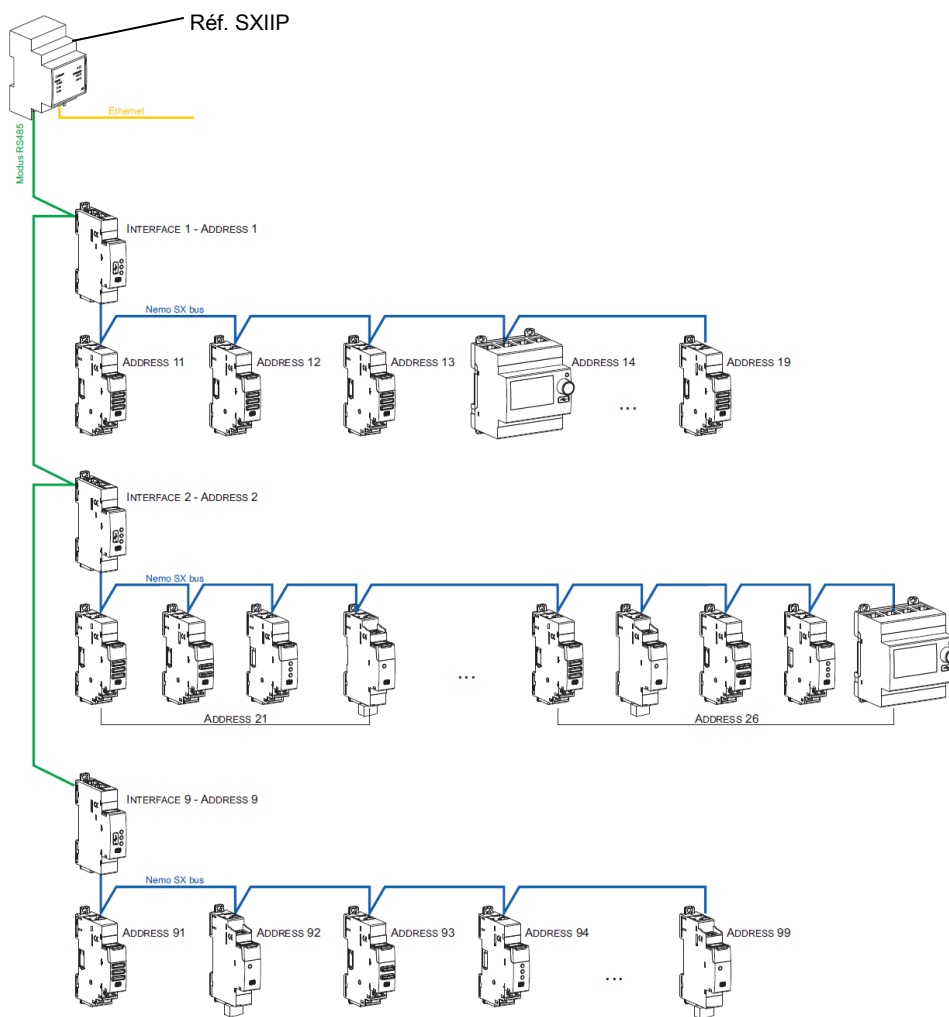 Réf. SXIIP
Ethernet
Modus RS485
INTERFACE 1 - ADDRESS 1
Nemo SX bus
ADDRESS 11
ADDRESS 12
ADDRESS 13
ADDRESS 14
ADDRESS 19
...
INTERFACE 2 - ADDRESS 2
Nemo SX bus
...
ADDRESS 21
ADDRESS 26
INTERFACE 9 - ADDRESS 9
Nemo SX bus
ADDRESS 91
ADDRESS 92
ADDRESS 93
ADDRESS 94
ADDRESS 99
...